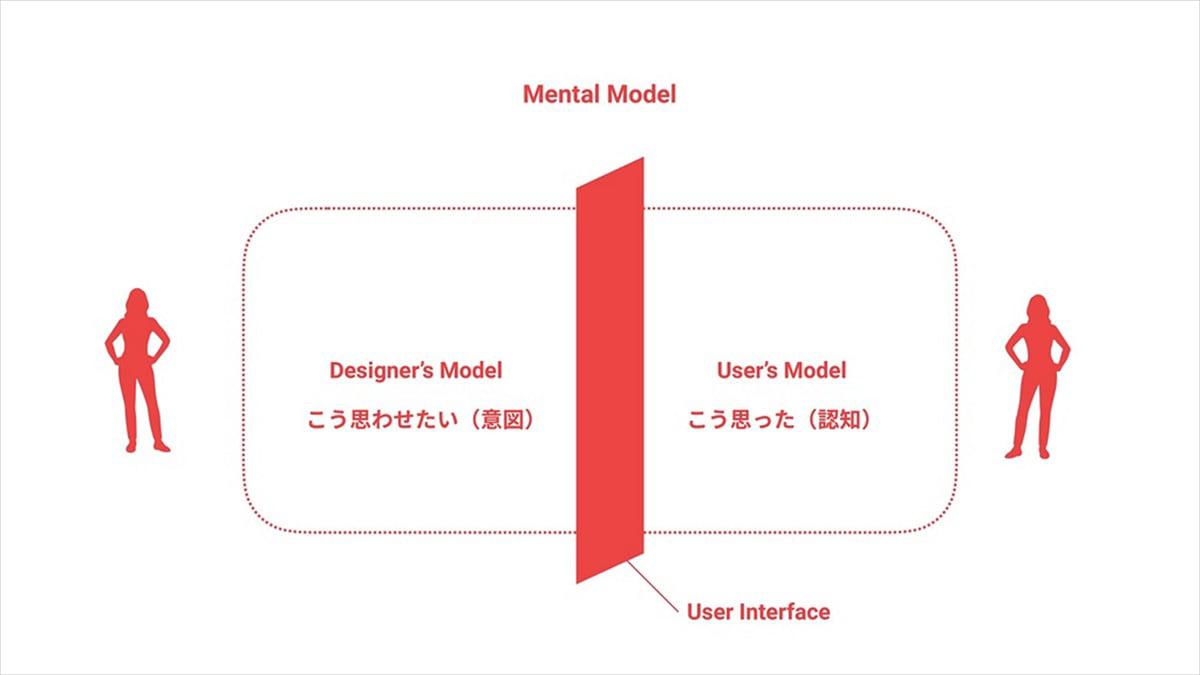 Mental Model
Designer’s Model
こう思わせたい（意図）
User’s Model
こう思った（認知）
User Interface